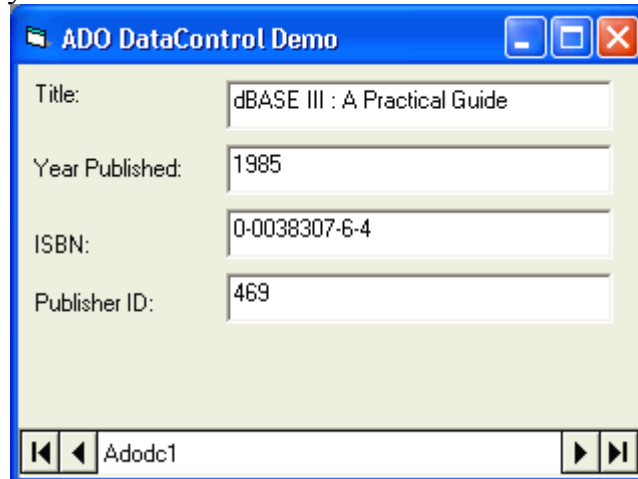 ADO DataControl Demo
Title: dBASE III : A Practical Guide
Year Published: 1985
ISBN: 0-0038307-6-4
Publisher ID: 469
Adodc1